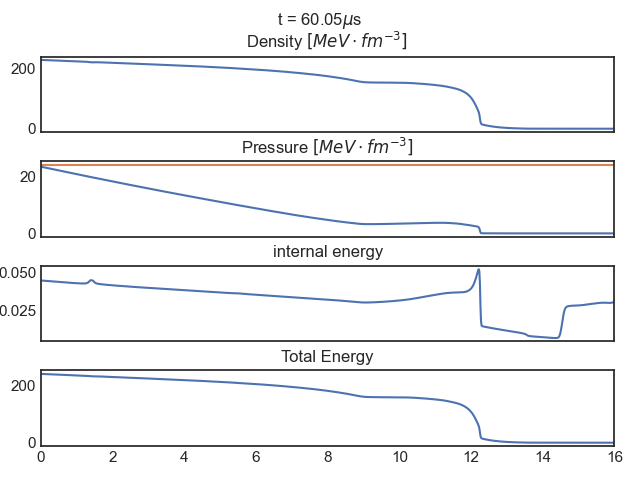 t = 60.05μs
Density [MeV · fm⁻³]
200
0
Pressure [MeV · fm⁻³]
20
0
internal energy
0.050
0.025
Total Energy
200
0
0 2 4 6 8 10 12 14 16